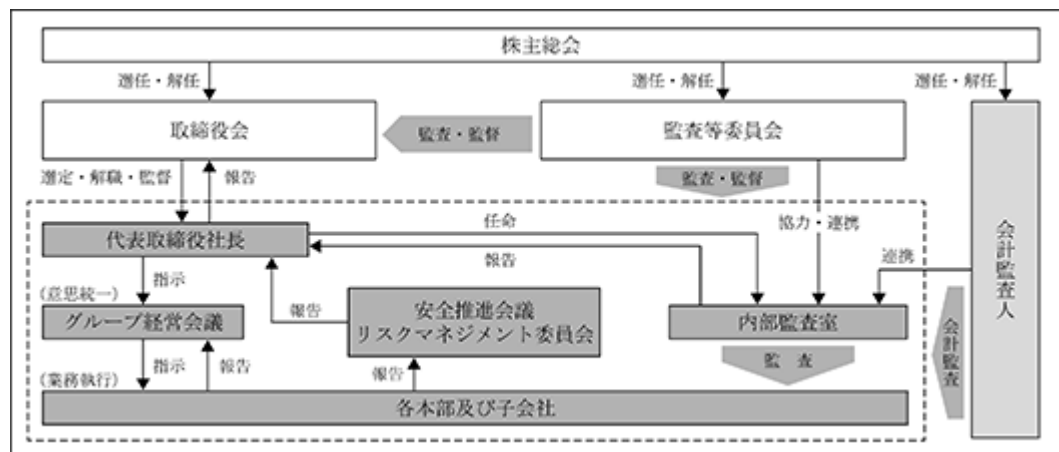 株主総会
選任・解任
選任・解任
選任・解任
取締役会
監査・監督
監査等委員会
選定・解職・監督
報告
監査・監督
代表取締役社長
任命
協力・連携
報告
連携
会計監査人
指示
(意思統一)
グループ経営会議
報告
安全推進会議
リスクマネジメント委員会
内部監査室
会計監査
指示
報告
(業務執行)
報告
監　査
各本部及び子会社